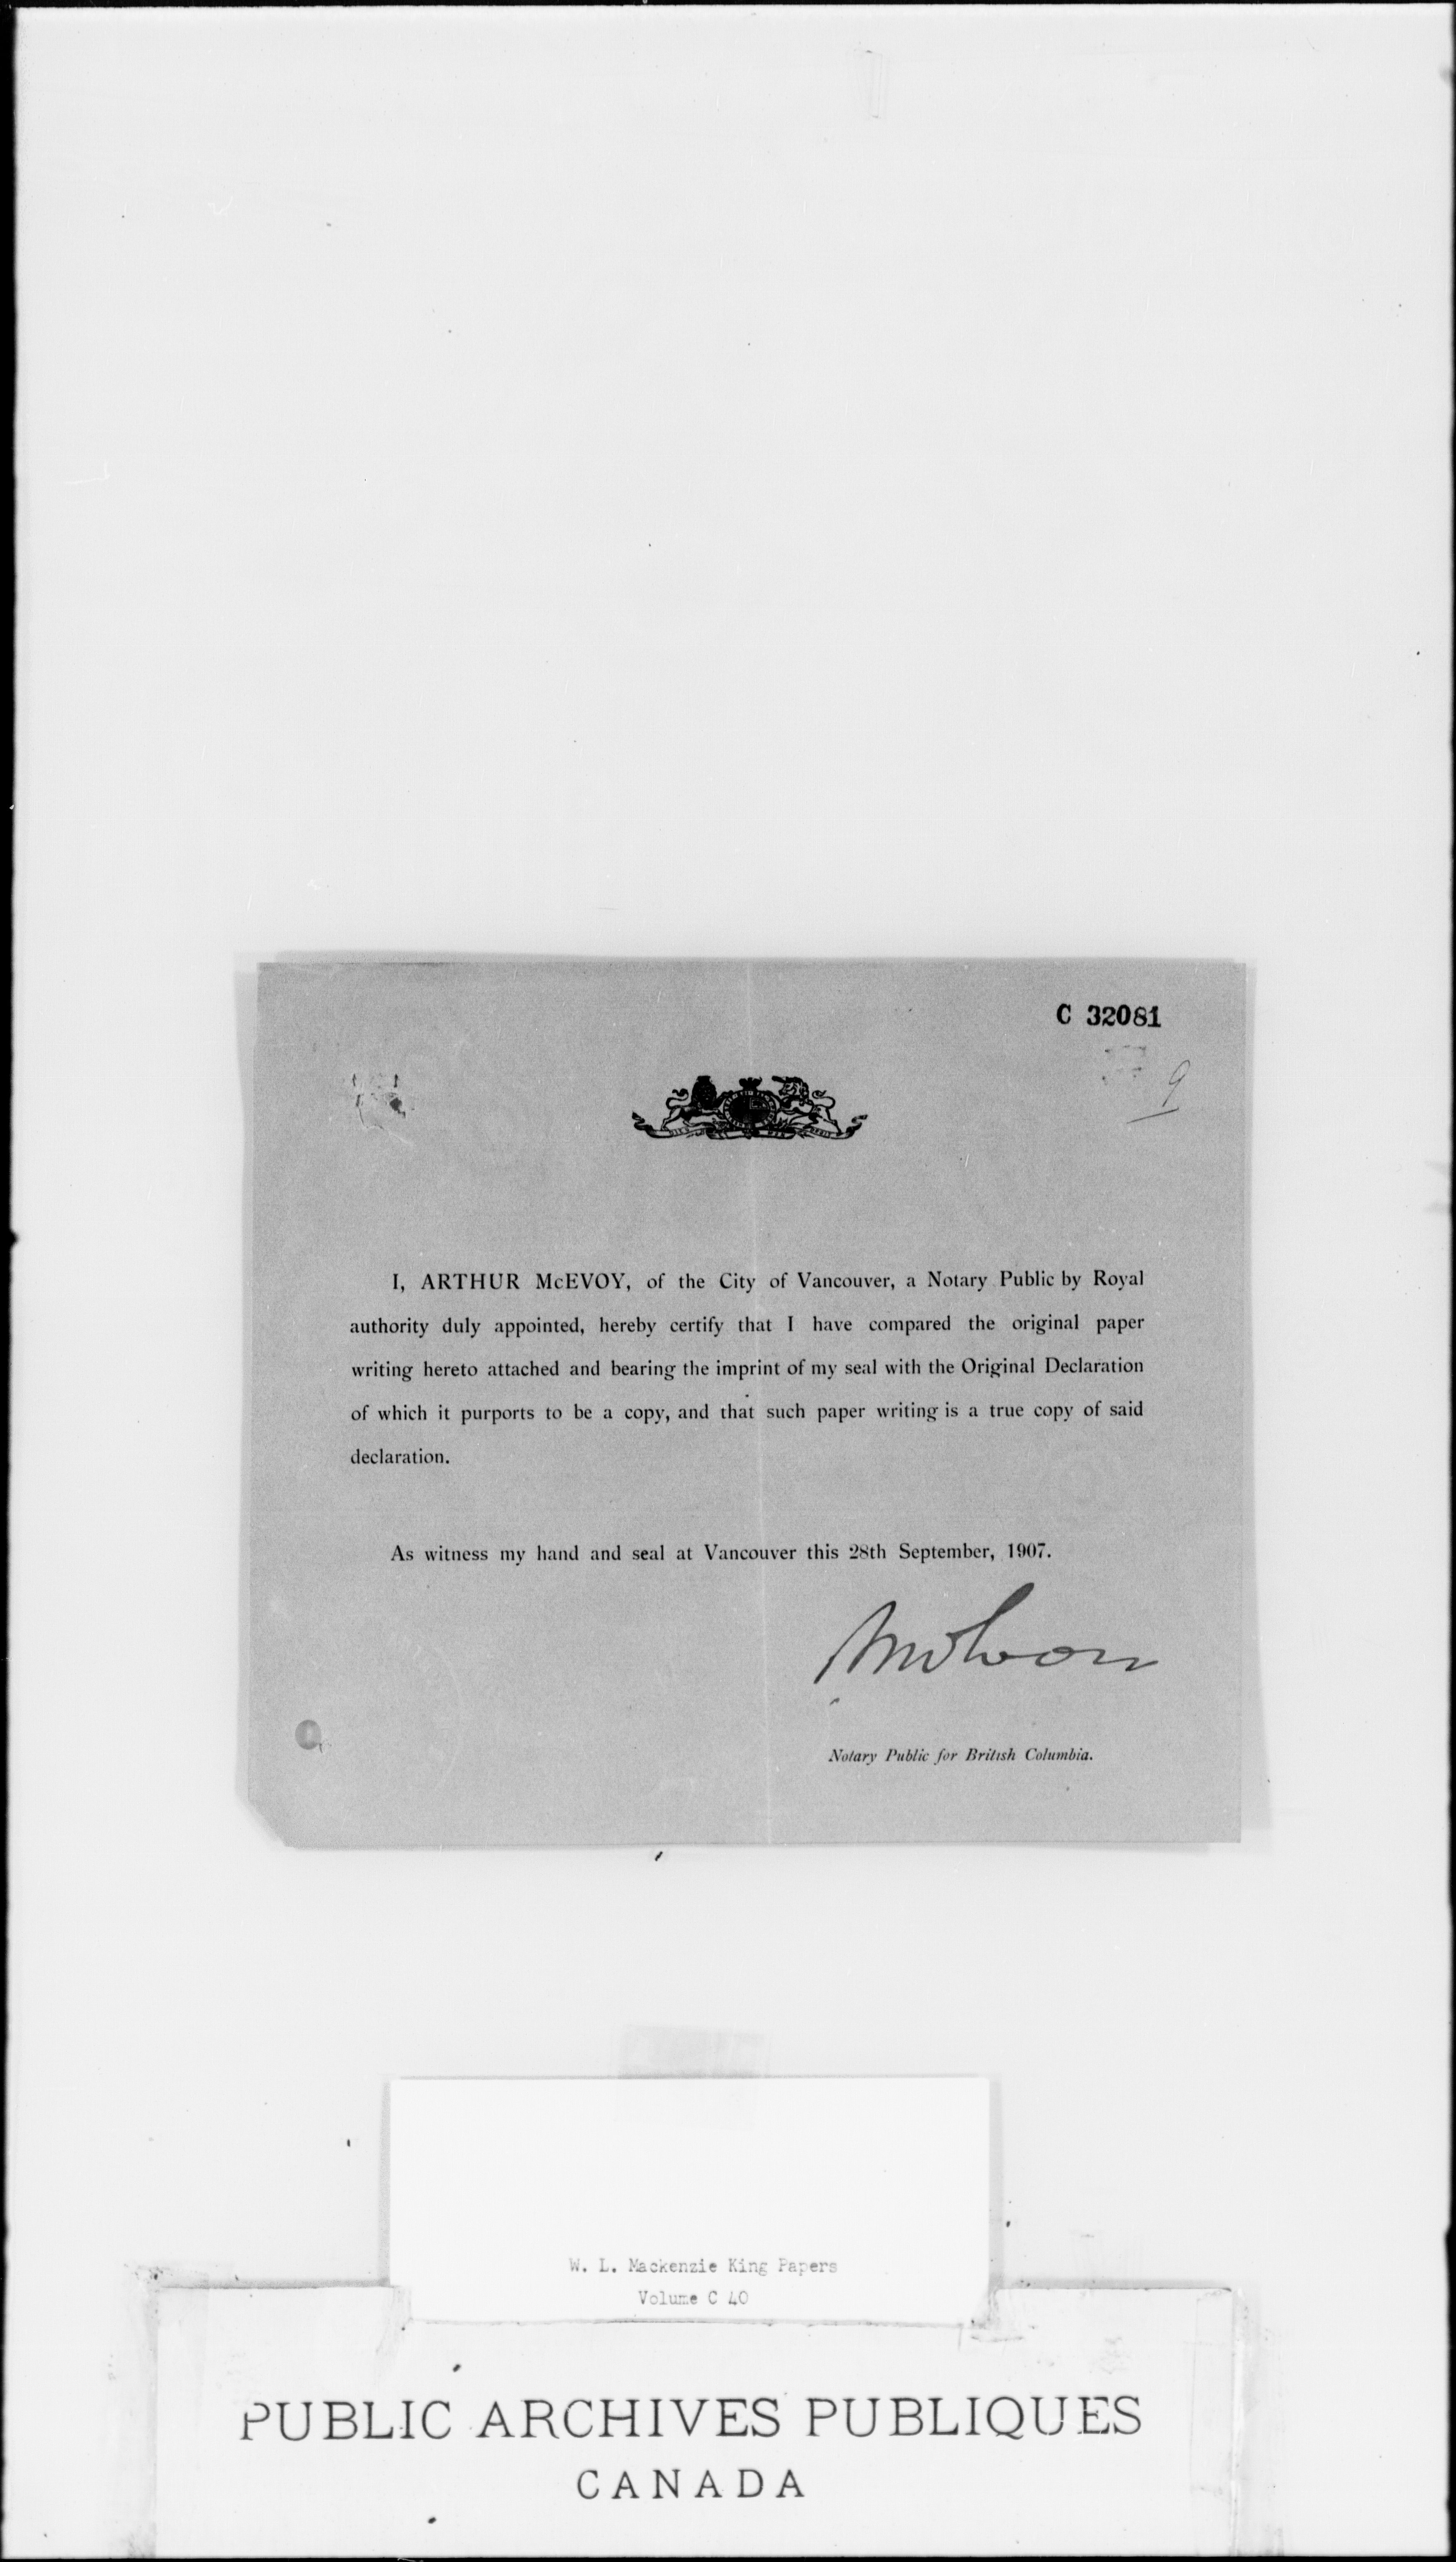 C 32081
9
I, ARTHUR McEVOY, of the City of Vancouver, a Notary Public by Royal
authority duly appointed, hereby certify that I have compared the original paper
writing hereto attached and bearing the imprint of my seal with the Original Declaration
of which it purports to be a copy, and that such paper writing is a true copy of said
declaration.
As witness my hand and seal at Vancouver this 28th September, 1907.
Notary Public for British Columbia.
W. L. Mackenzie King Papers
Volume C 40
PUBLIC ARCHIVES PUBLIQUES
CANADA